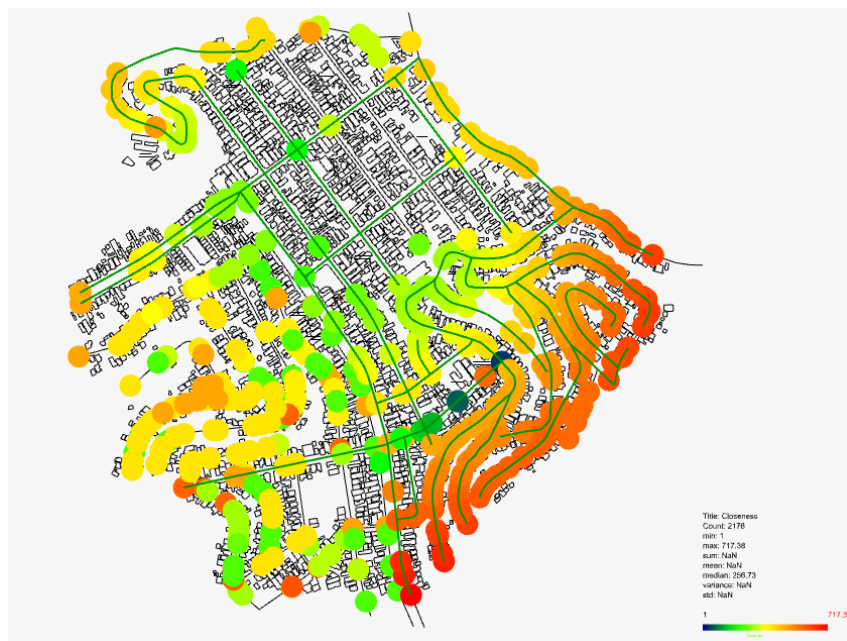 Title: Closeness
Count: 2176
min: 1
max: 717.38
sum: NaN
mean: NaN
median: 256.73
variance: NaN
std: NaN
1 717.3